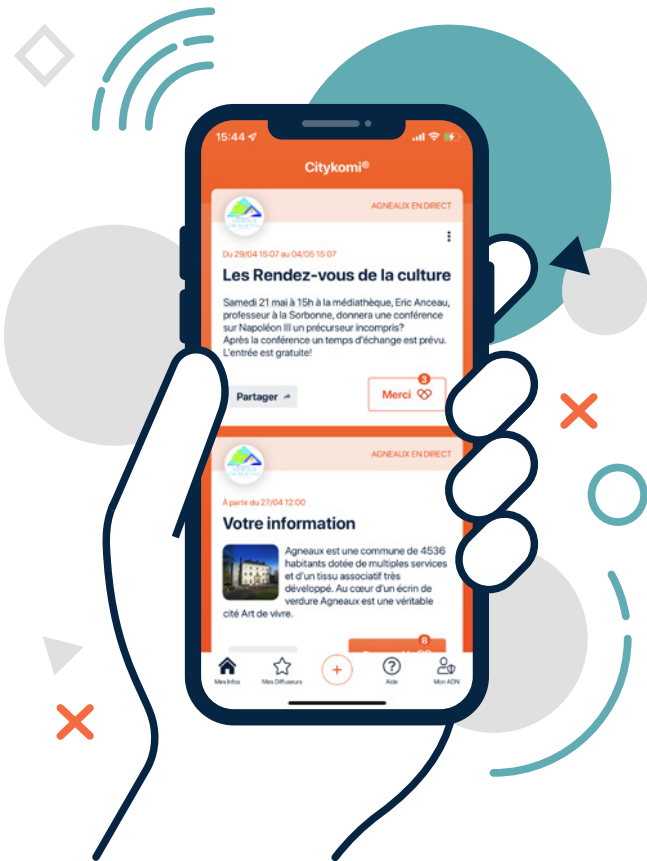 15:44
Citykomi®
AGNEAUX EN DIRECT
Du 29/04 15:07 au 04/05 15:07
Les Rendez-vous de la culture
Samedi 21 mai à 15h à la médiathèque, Eric Anceau,
professeur à la Sorbonne, donnera une conférence
sur Napoléon III un précurseur incompris?
Après la conférence un temps d'échange est prévu.
L'entrée est gratuite!
3
Partager
Merci
AGNEAUX EN DIRECT
À partir du 27/04 12:00
Votre information
Agneaux est une commune de 4536
habitants dotée de multiples services
et d'un tissu associatif très
développé. Au cœur d'un écrin de
verdure Agneaux est une véritable
cité Art de vivre.
Mes Infos
Mes Diffuseurs
Aide
Mon ADN